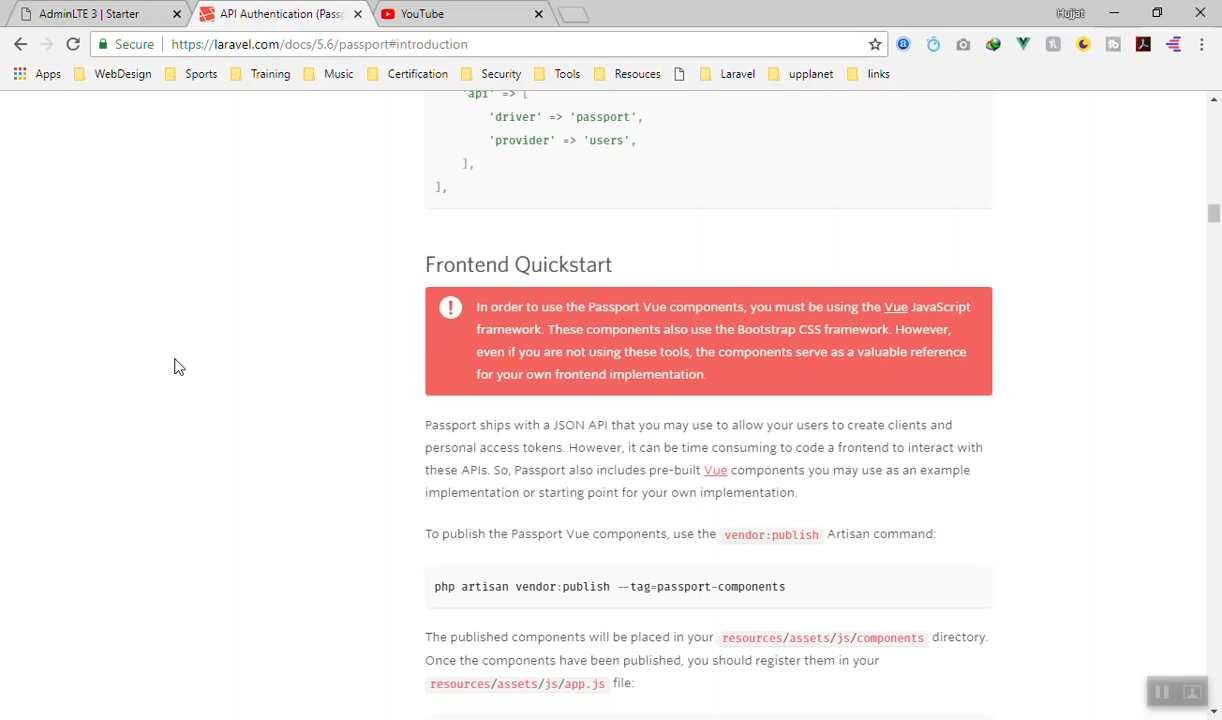 AdminLTE 3 | Starter
API Authentication (Pass
YouTube
Hujjat
Secure
https://laravel.com/docs/5.6/passport#introduction
Apps
WebDesign
Sports
Training
Music
Certification
Security
Tools
Resouces
Laravel
upplanet
links
'api' => [
'driver' => 'passport',
'provider' => 'users',
],
],
Frontend Quickstart
In order to use the Passport Vue components, you must be using the Vue JavaScript
framework. These components also use the Bootstrap CSS framework. However,
even if you are not using these tools, the components serve as a valuable reference
for your own frontend implementation.
Passport ships with a JSON API that you may use to allow your users to create clients and
personal access tokens. However, it can be time consuming to code a frontend to interact with
these APIs. So, Passport also includes pre-built Vue components you may use as an example
implementation or starting point for your own implementation.
To publish the Passport Vue components, use the vendor:publish Artisan command:
php artisan vendor:publish --tag=passport-components
The published components will be placed in your resources/assets/js/components directory.
Once the components have been published, you should register them in your
resources/assets/js/app.js file: